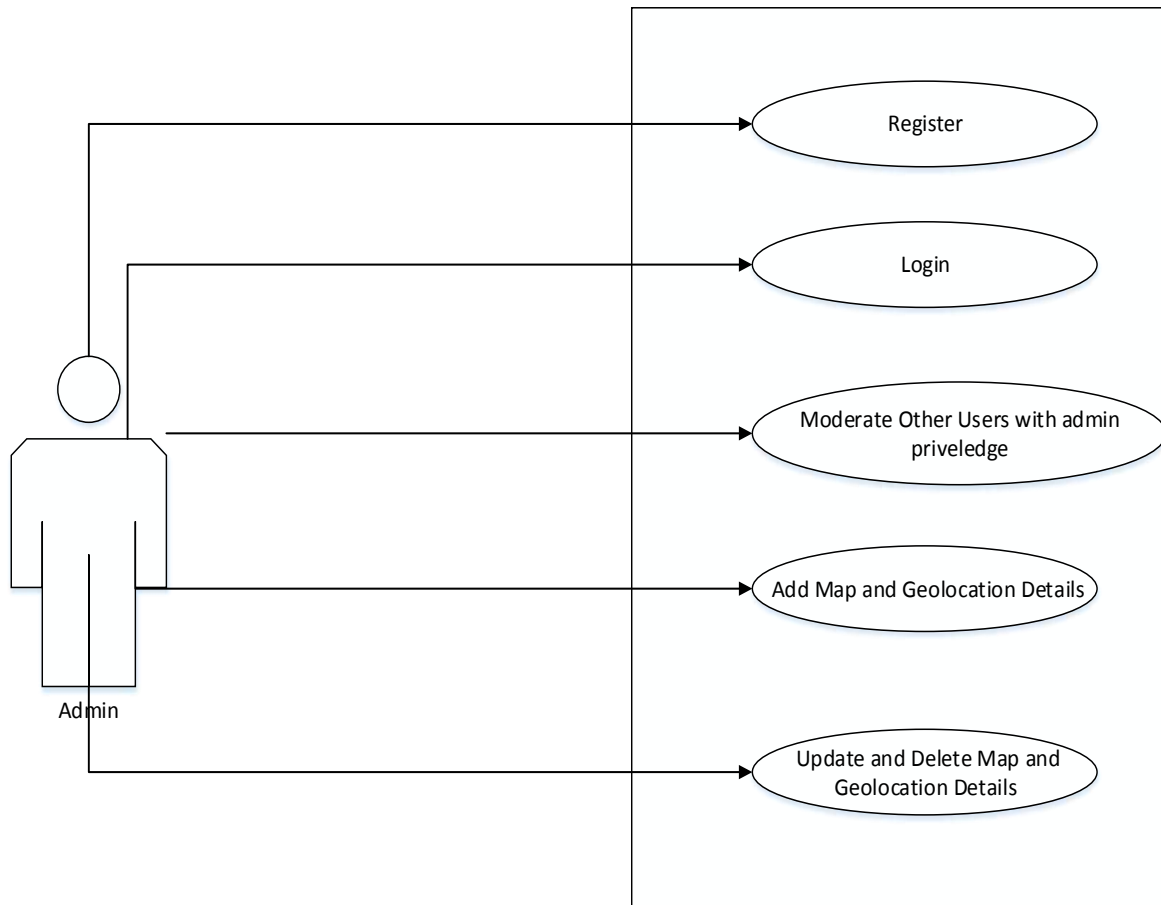 Register
Login
Moderate Other Users with admin
priveledge
Add Map and Geolocation Details
Admin
Update and Delete Map and
Geolocation Details